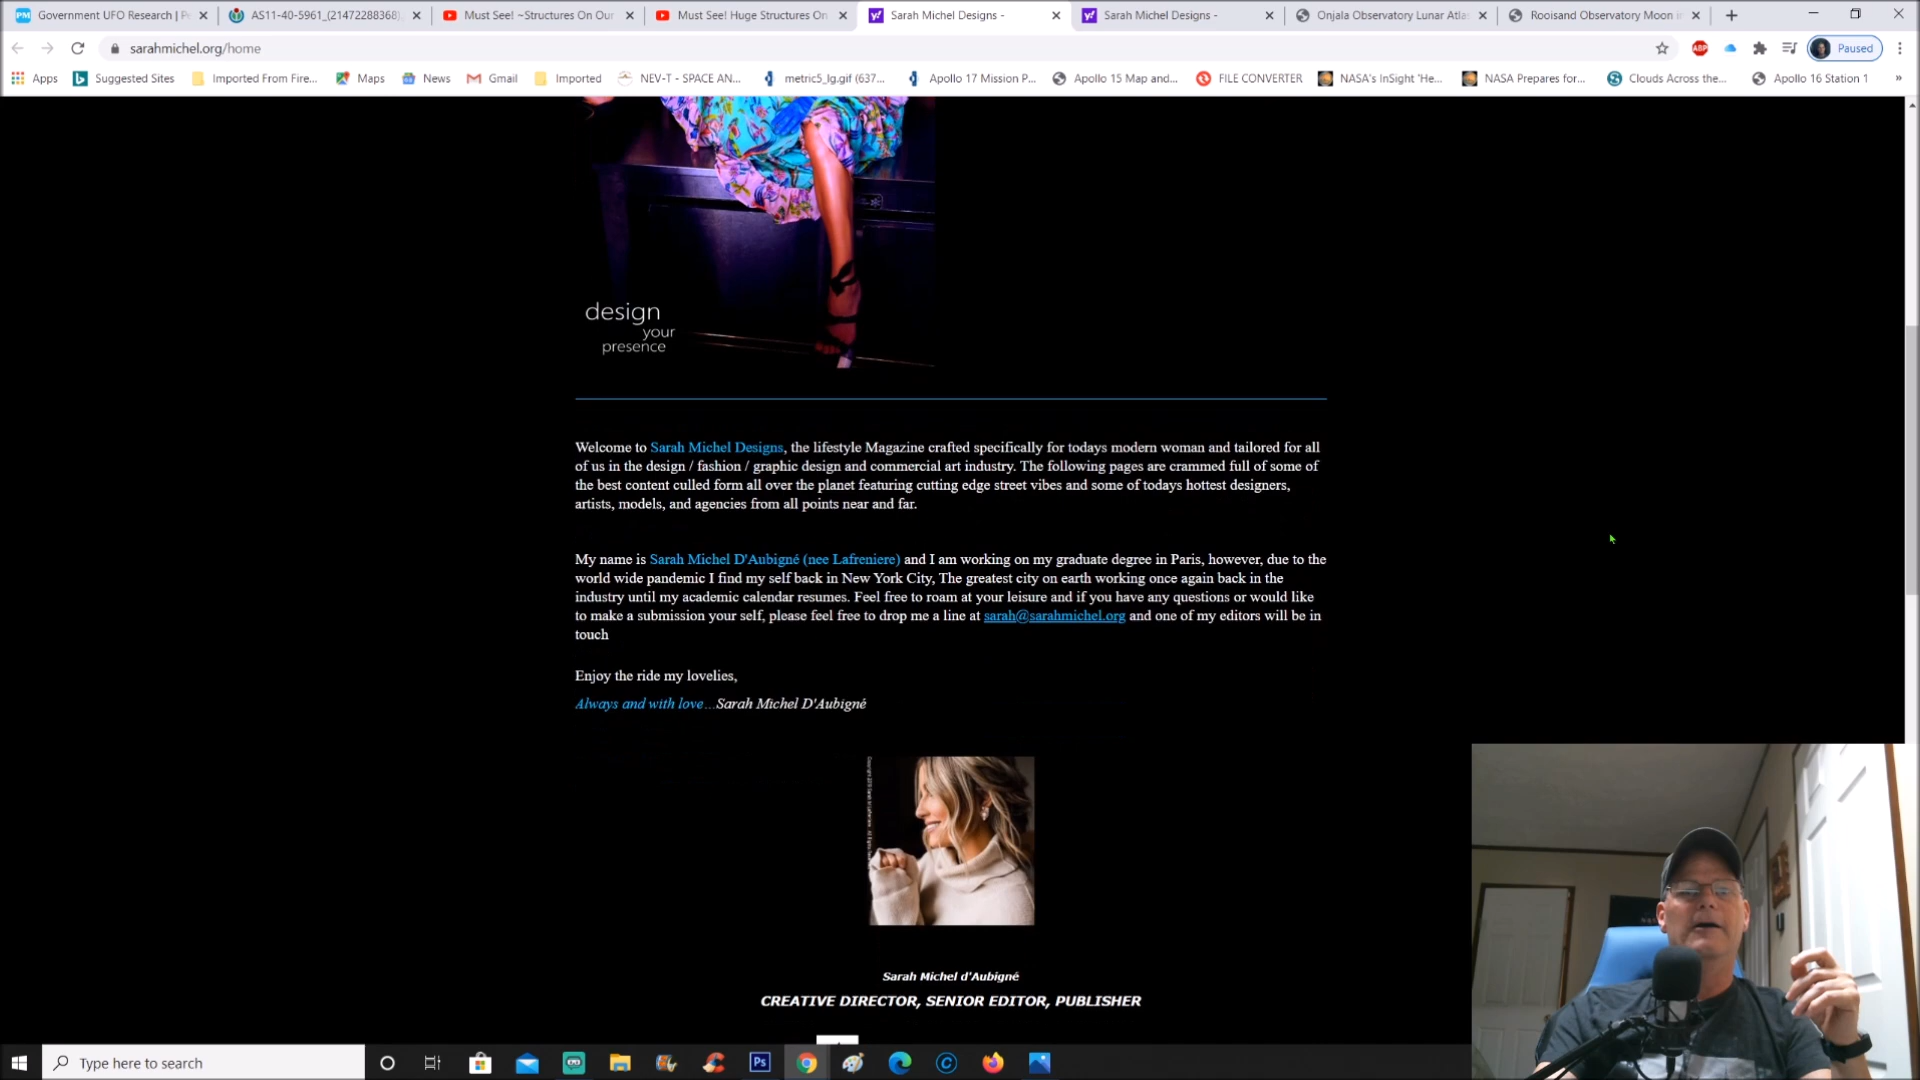 Government UFO Research | Pe
AS11-40-5961_(21472288368)
Must See! ~Structures On Our
Must See! Huge Structures On
Sarah Michel Designs -
Sarah Michel Designs -
Onjala Observatory Lunar Atlas
Rooisand Observatory Moon in
sarahmichel.org/home
ABP
Paused
Apps
Suggested Sites
Imported From Fire...
Maps
News
Gmail
Imported
NEV-T - SPACE AN...
metric5_lg.gif (637...
Apollo 17 Mission P...
Apollo 15 Map and...
FILE CONVERTER
NASA's InSight 'He...
NASA Prepares for...
Clouds Across the...
Apollo 16 Station 1
design
your
presence
Welcome to Sarah Michel Designs, the lifestyle Magazine crafted specifically for todays modern woman and tailored for all
of us in the design / fashion / graphic design and commercial art industry. The following pages are crammed full of some of
the best content culled form all over the planet featuring cutting edge street vibes and some of todays hottest designers,
artists, models, and agencies from all points near and far.
My name is Sarah Michel D'Aubigné (nee Lafreniere) and I am working on my graduate degree in Paris, however, due to the
world wide pandemic I find my self back in New York City, The greatest city on earth working once again back in the
industry until my academic calendar resumes. Feel free to roam at your leisure and if you have any questions or would like
to make a submission your self, please feel free to drop me a line at sarah@sarahmichel.org and one of my editors will be in
touch
Enjoy the ride my lovelies,
Always and with love...Sarah Michel D'Aubigné
Sarah Michel d'Aubigné
CREATIVE DIRECTOR, SENIOR EDITOR, PUBLISHER
Type here to search
Ps